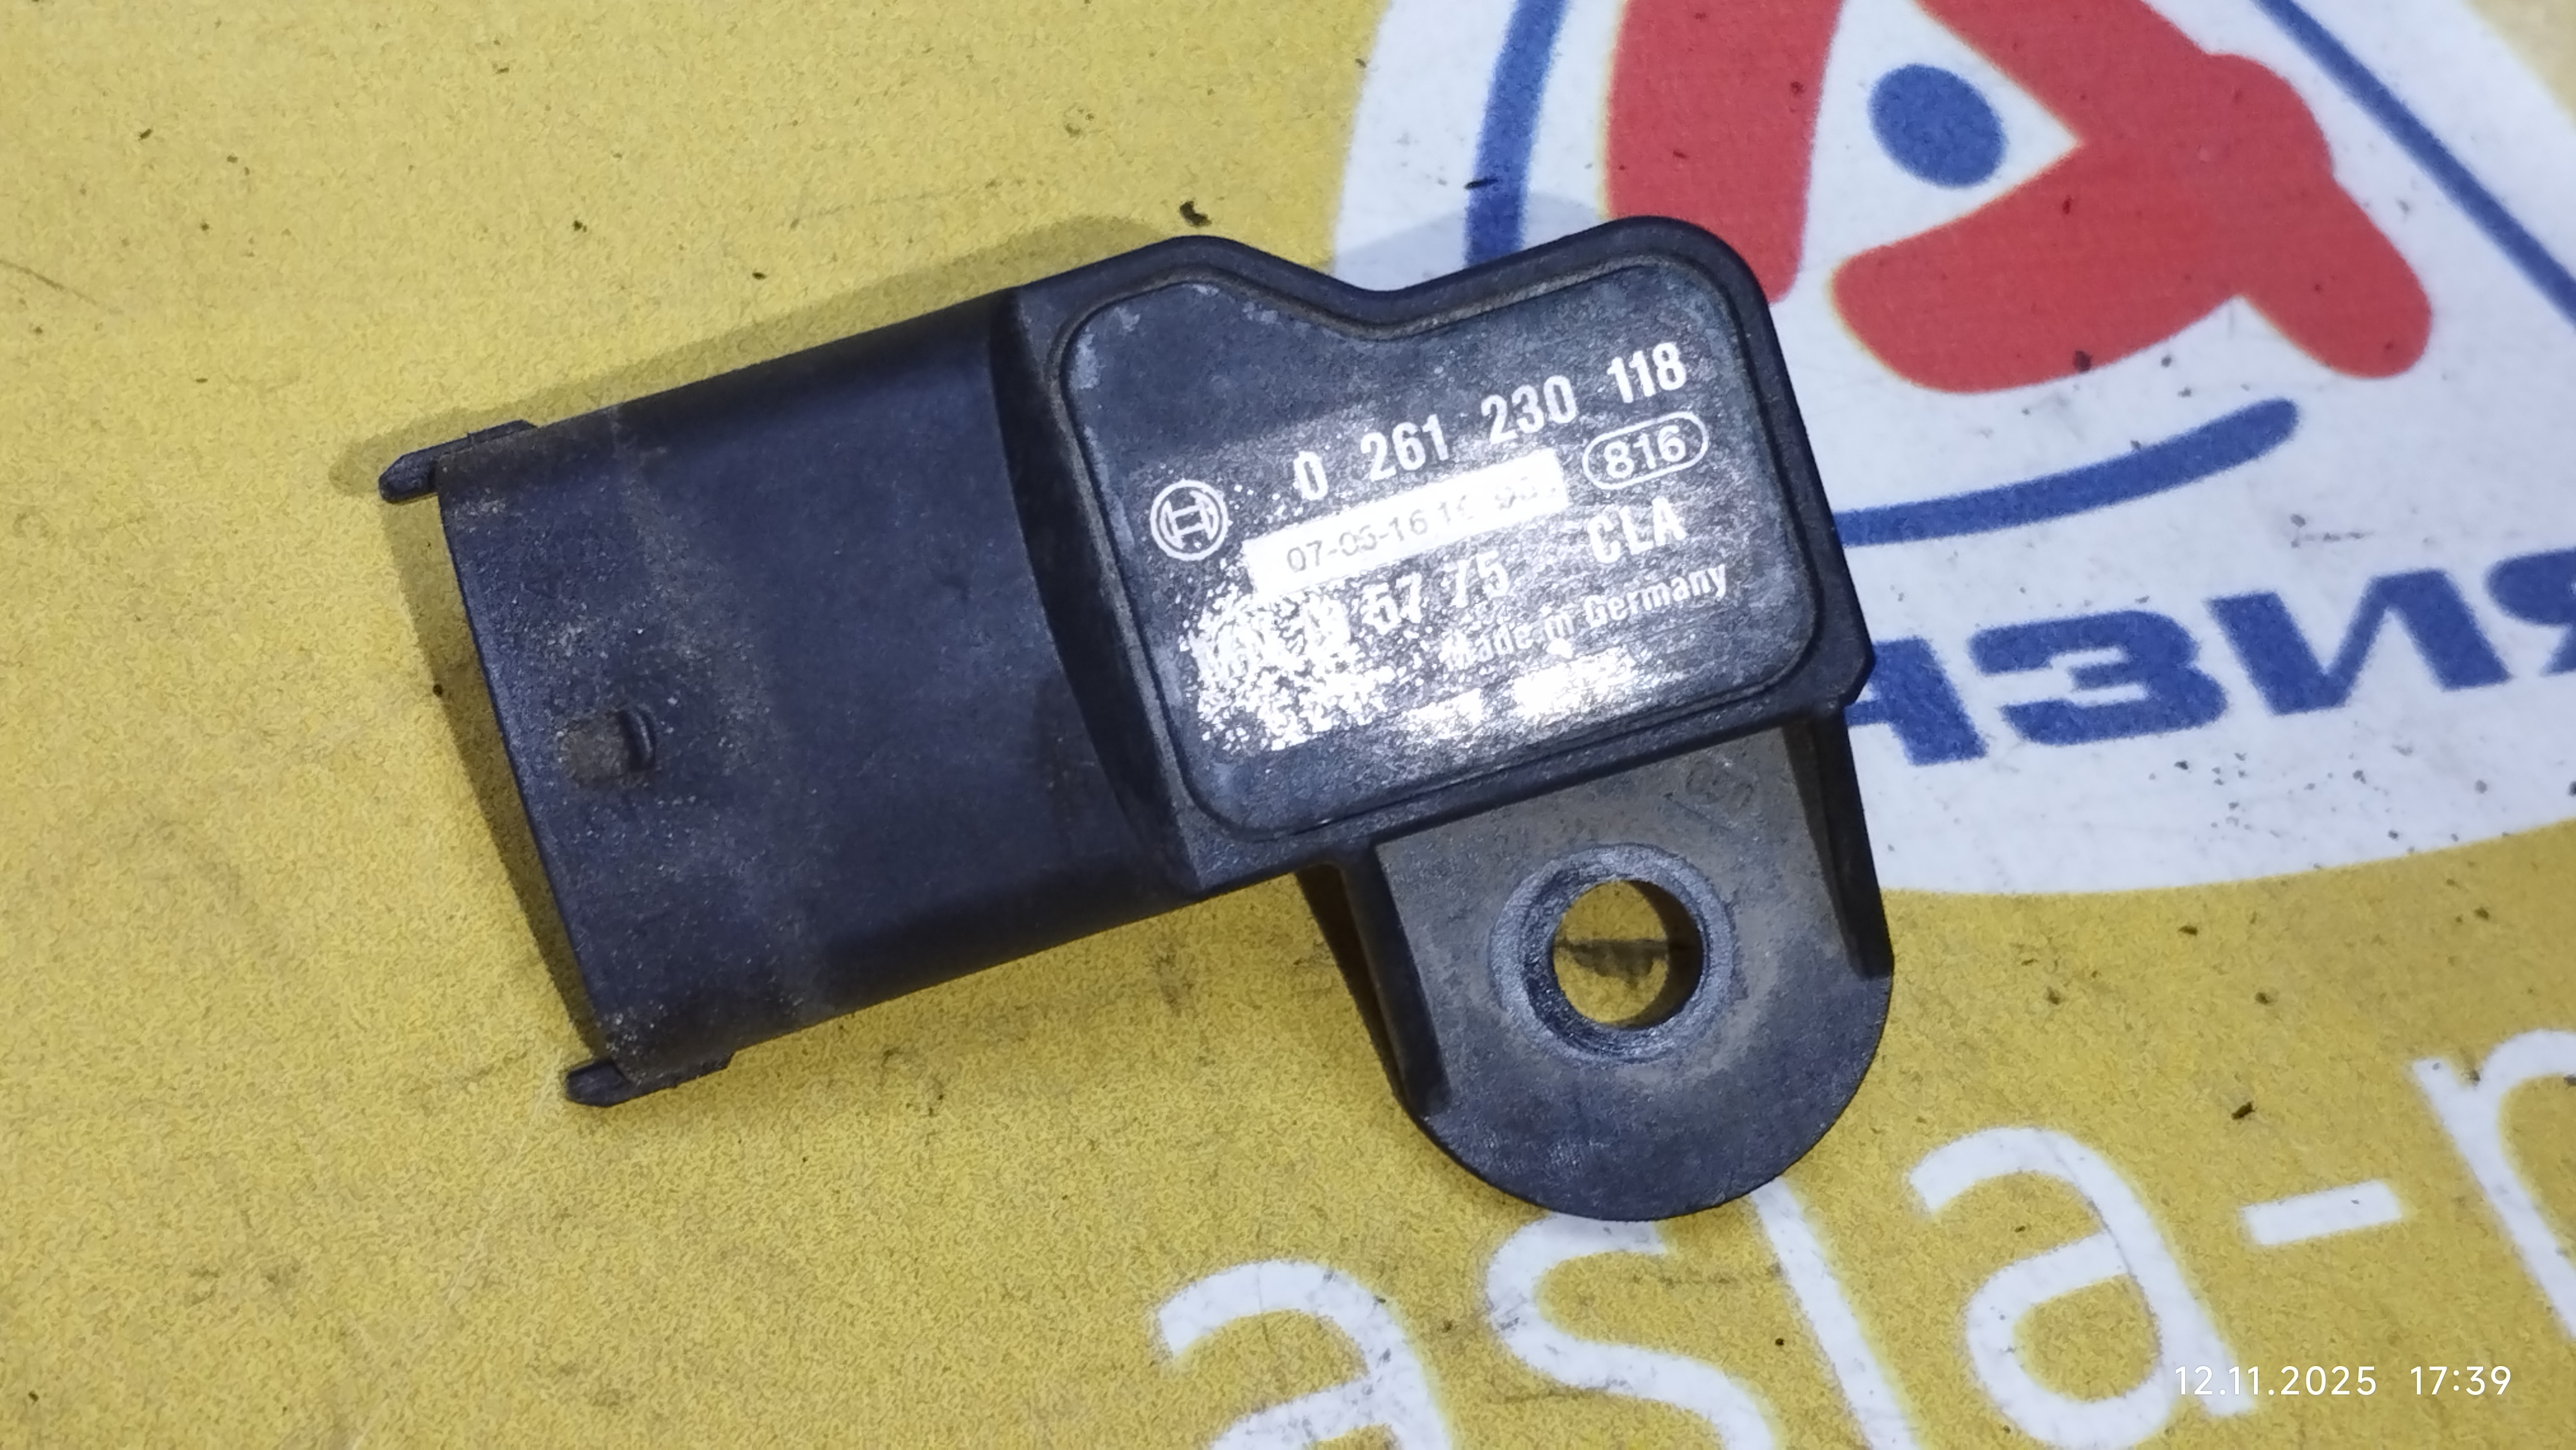 0 261 230 118
816
07-05-16
57 75 CLA
Made in Germany
АЗИЯ
asia-
12.11.2025 17:39